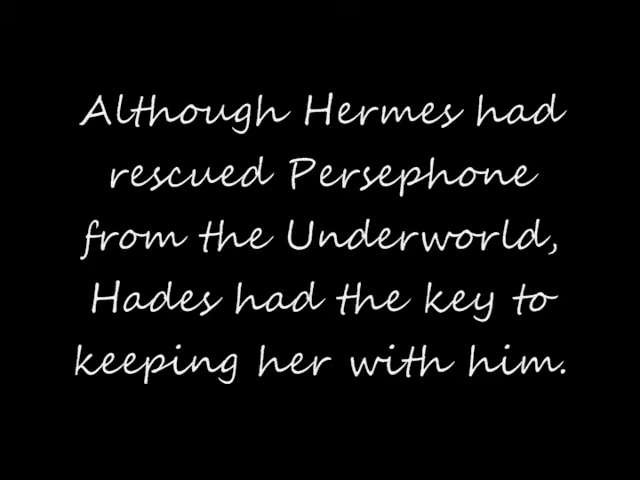 Although Hermes had
rescued Persephone
from the Underworld,
Hades had the key to
keeping her with him.